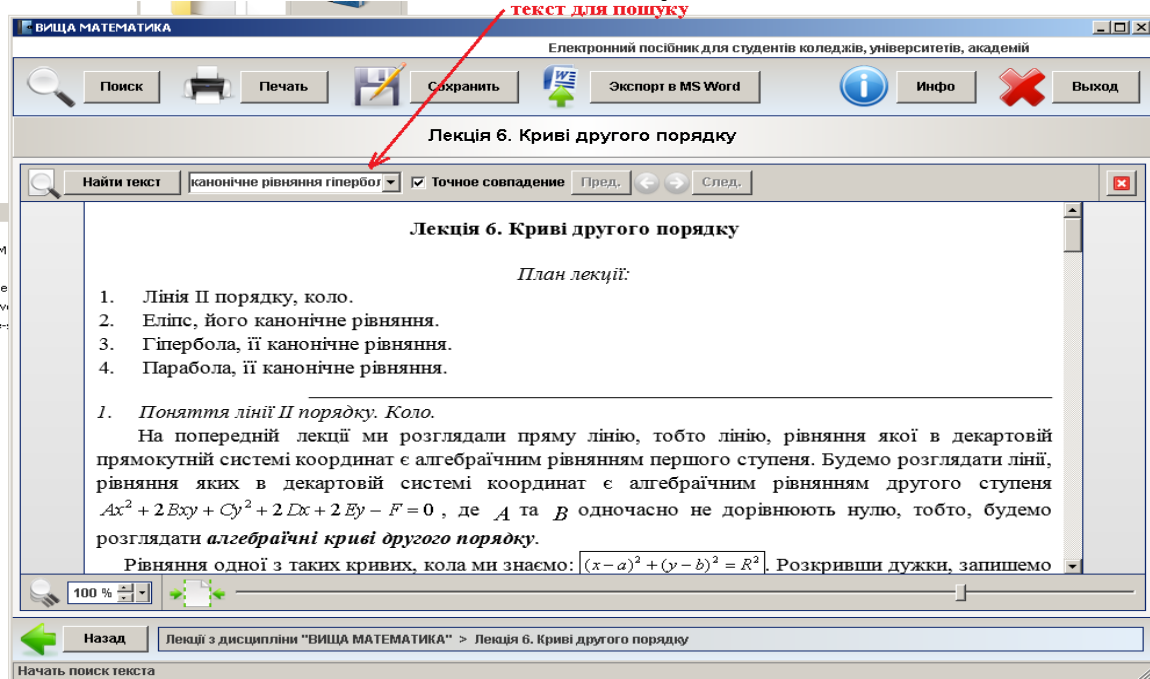 текст для пошуку
ВИЩА МАТЕМАТИКА
Електронний посібник для студентів коледжів, університетів, академій
Поиск Печать Сохранить Экспорт в MS Word Инфо Выход
Лекція 6. Криві другого порядку
Найти текст канонічне рівняння гіпербол Точное совпадение Пред. След.
Лекція 6. Криві другого порядку
План лекції:
1. Лінія II порядку, коло.
2. Еліпс, його канонічне рівняння.
3. Гіпербола, її канонічне рівняння.
4. Парабола, її канонічне рівняння.
1. Поняття лінії II порядку. Коло.
На попередній лекції ми розглядали пряму лінію, тобто лінію, рівняння якої в декартовій
прямокутній системі координат є алгебраїчним рівнянням першого ступеня. Будемо розглядати лінії,
рівняння яких в декартовій системі координат є алгебраїчним рівнянням другого ступеня
Ax² + 2Bxy + Cy² + 2Dx + 2Ey − F = 0 , де A та B одночасно не дорівнюють нулю, тобто, будемо
розглядати алгебраїчні криві другого порядку.
Рівняння одної з таких кривих, кола ми знаємо: (x − a)² + (y − b)² = R² . Розкривши дужки, запишемо
100 %
Назад Лекції з дисципліни "ВИЩА МАТЕМАТИКА" > Лекція 6. Криві другого порядку
Начать поиск текста